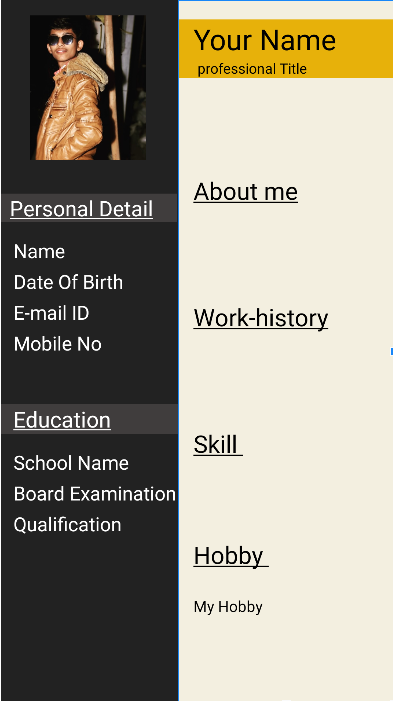 Your Name
professional Title
Personal Detail
Name
Date Of Birth
E-mail ID
Mobile No
Education
School Name
Board Examination
Qualification
About me
Work-history
Skill
Hobby
My Hobby